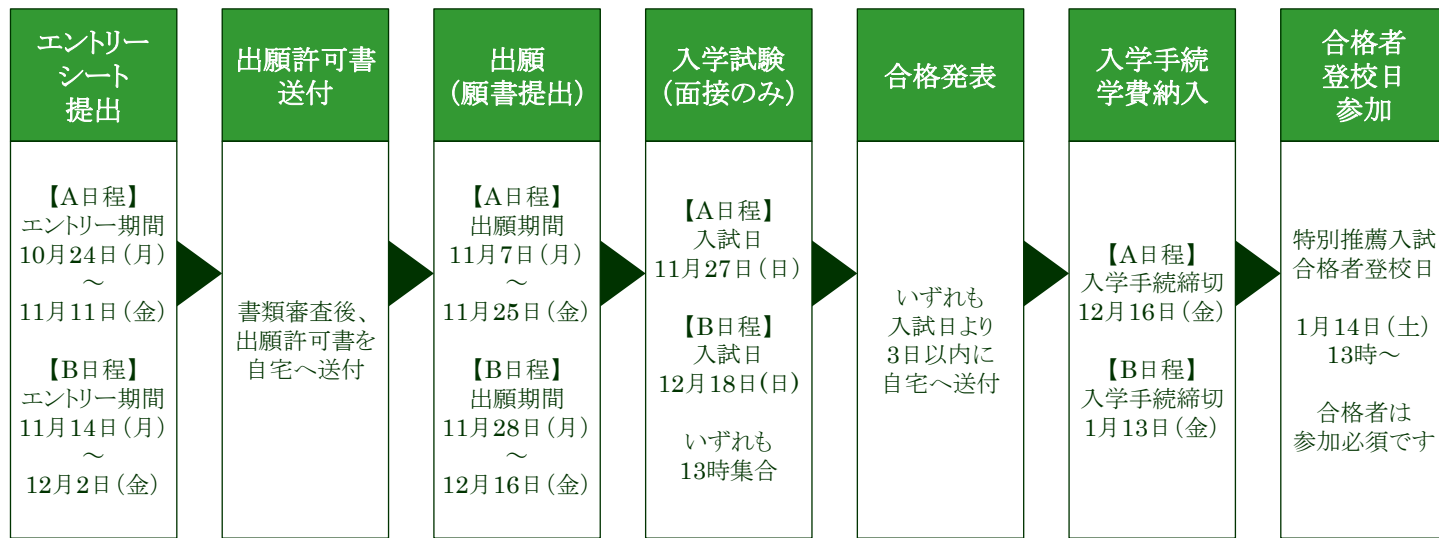 エントリー
シート
提出
【A日程】
エントリー期間
10月24日(月)
～
11月11日(金)
【B日程】
エントリー期間
11月14日(月)
～
12月2日(金)
出願許可書
送付
書類審査後、
出願許可書を
自宅へ送付
出願
(願書提出)
【A日程】
出願期間
11月7日(月)
～
11月25日(金)
【B日程】
出願期間
11月28日(月)
～
12月16日(金)
入学試験
(面接のみ)
【A日程】
入試日
11月27日(日)
【B日程】
入試日
12月18日(日)
いずれも
13時集合
合格発表
いずれも
入試日より
3日以内に
自宅へ送付
入学手続
学費納入
【A日程】
入学手続締切
12月16日(金)
【B日程】
入学手続締切
1月13日(金)
合格者
登校日
参加
特別推薦入試
合格者登校日
1月14日(土)
13時～
合格者は
参加必須です